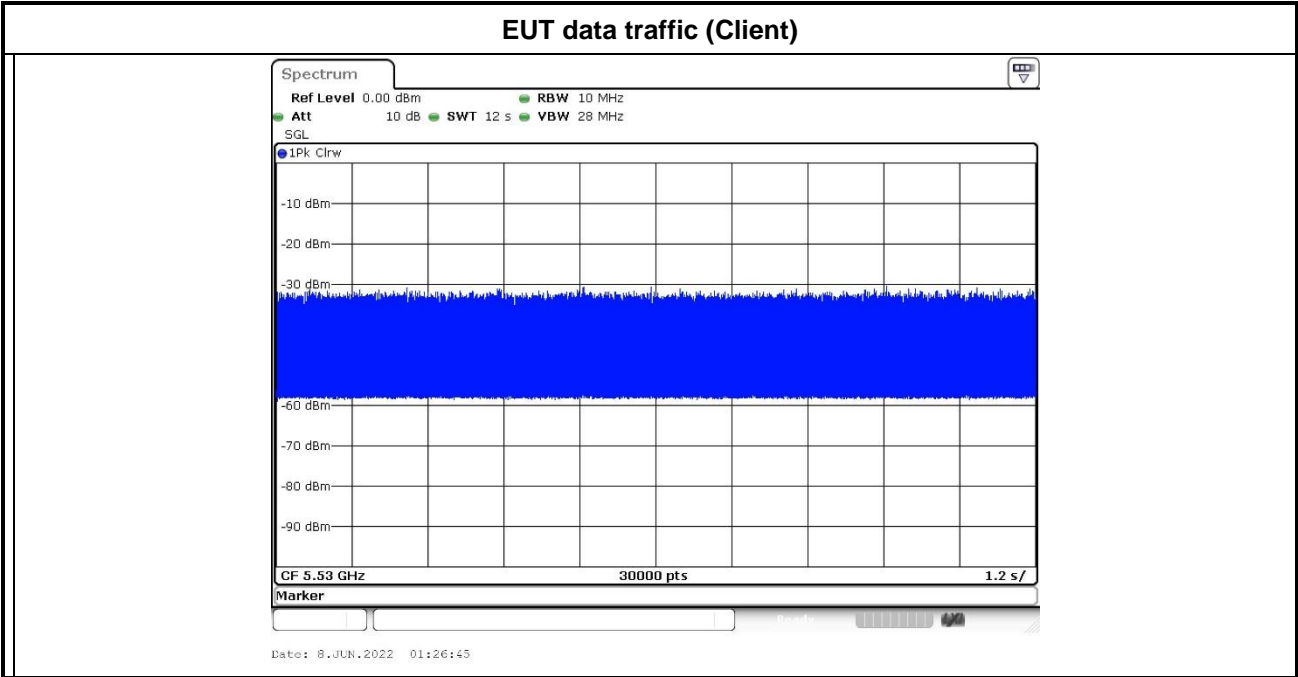 EUT data traffic (Client)
Spectrum
Ref Level 0.00 dBm RBW 10 MHz
Att 10 dB SWT 12 s VBW 28 MHz
SGL
1Pk Clrw
-10 dBm
-20 dBm
-30 dBm
-60 dBm
-70 dBm
-80 dBm
-90 dBm
CF 5.53 GHz 30000 pts 1.2 s/
Marker
Ready
Date: 8.JUN.2022 01:26:45